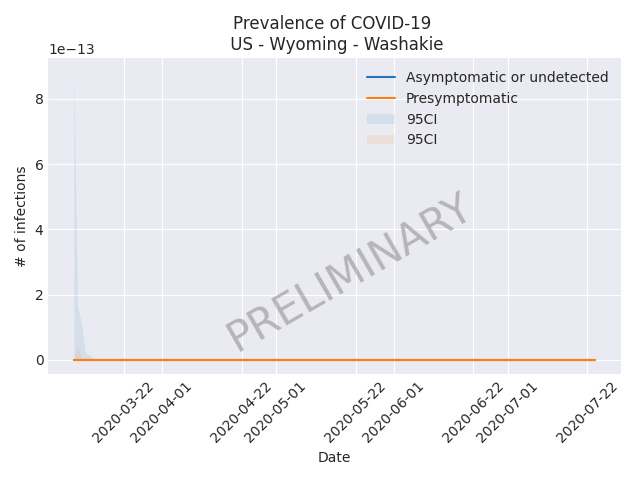 Prevalence of COVID-19
US - Wyoming - Washakie
1e−13
Asymptomatic or undetected
Presymptomatic
95CI
95CI
8
6
4
2
0
# of infections
PRELIMINARY
2020-03-22
2020-04-01
2020-04-22
2020-05-01
2020-05-22
2020-06-01
2020-06-22
2020-07-01
2020-07-22
Date